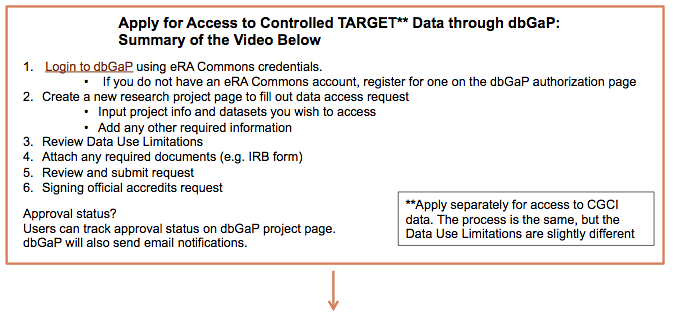 Apply for Access to Controlled TARGET** Data through dbGaP:
Summary of the Video Below
1. Login to dbGaP using eRA Commons credentials.
• If you do not have an eRA Commons account, register for one on the dbGaP authorization page
2. Create a new research project page to fill out data access request
• Input project info and datasets you wish to access
• Add any other required information
3. Review Data Use Limitations
4. Attach any required documents (e.g. IRB form)
5. Review and submit request
6. Signing official accredits request
Approval status?
Users can track approval status on dbGaP project page.
dbGaP will also send email notifications.
**Apply separately for access to CGCI
data. The process is the same, but the
Data Use Limitations are slightly different